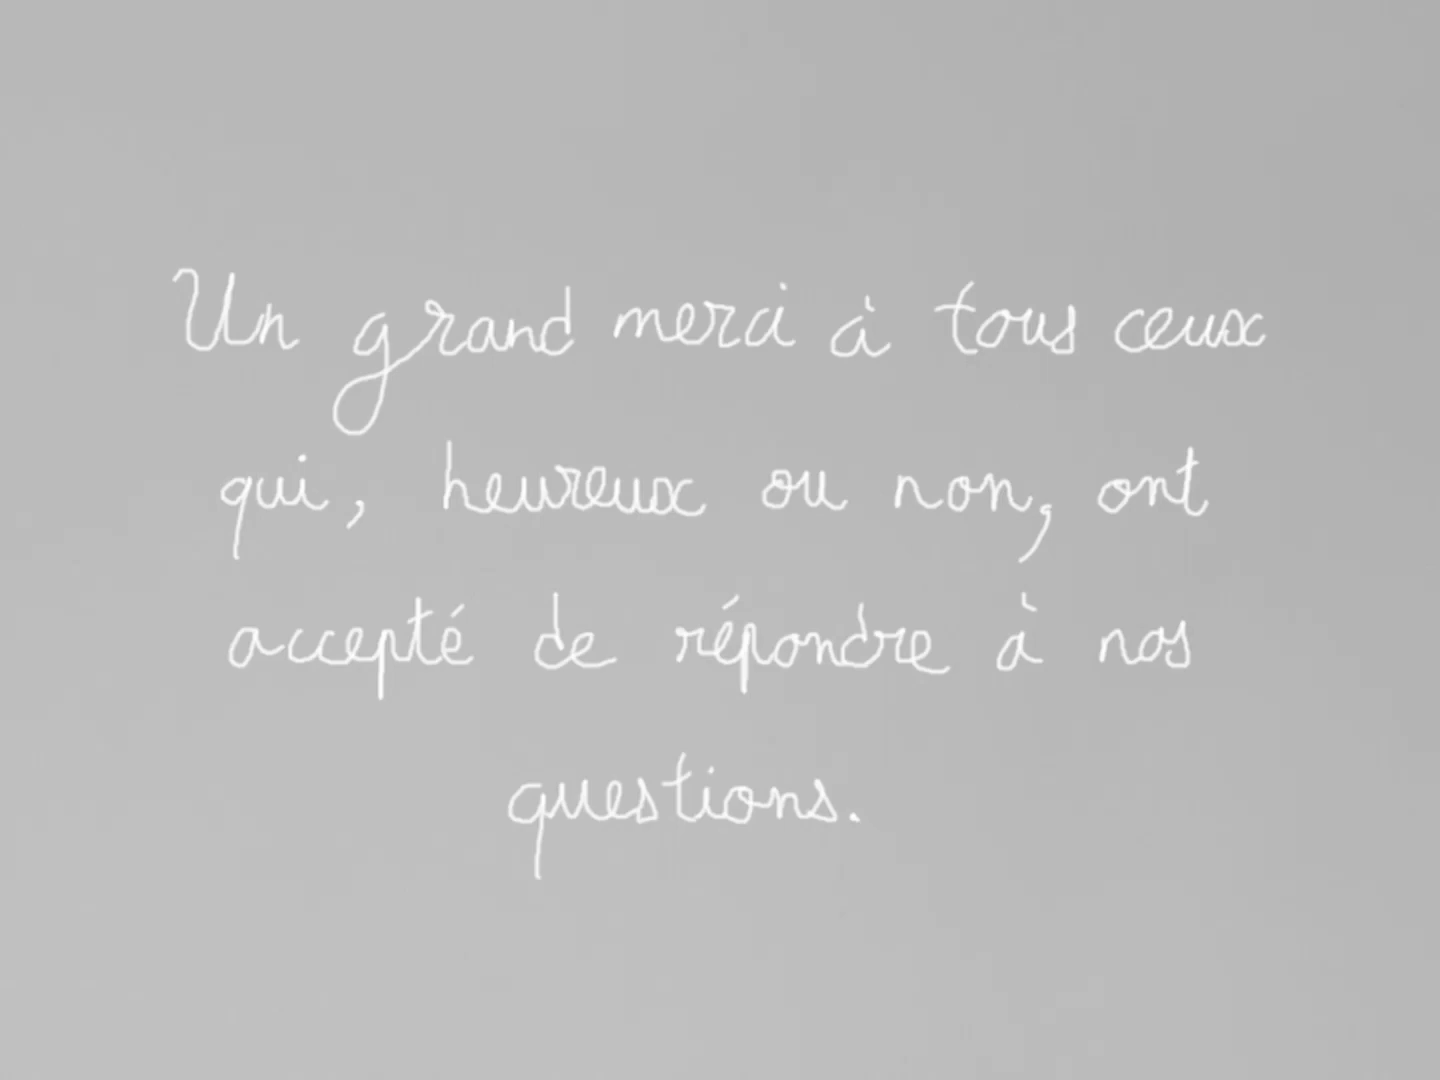 Un grand merci à tous ceux
qui, heureux ou non, ont
accepté de répondre à nos
questions.